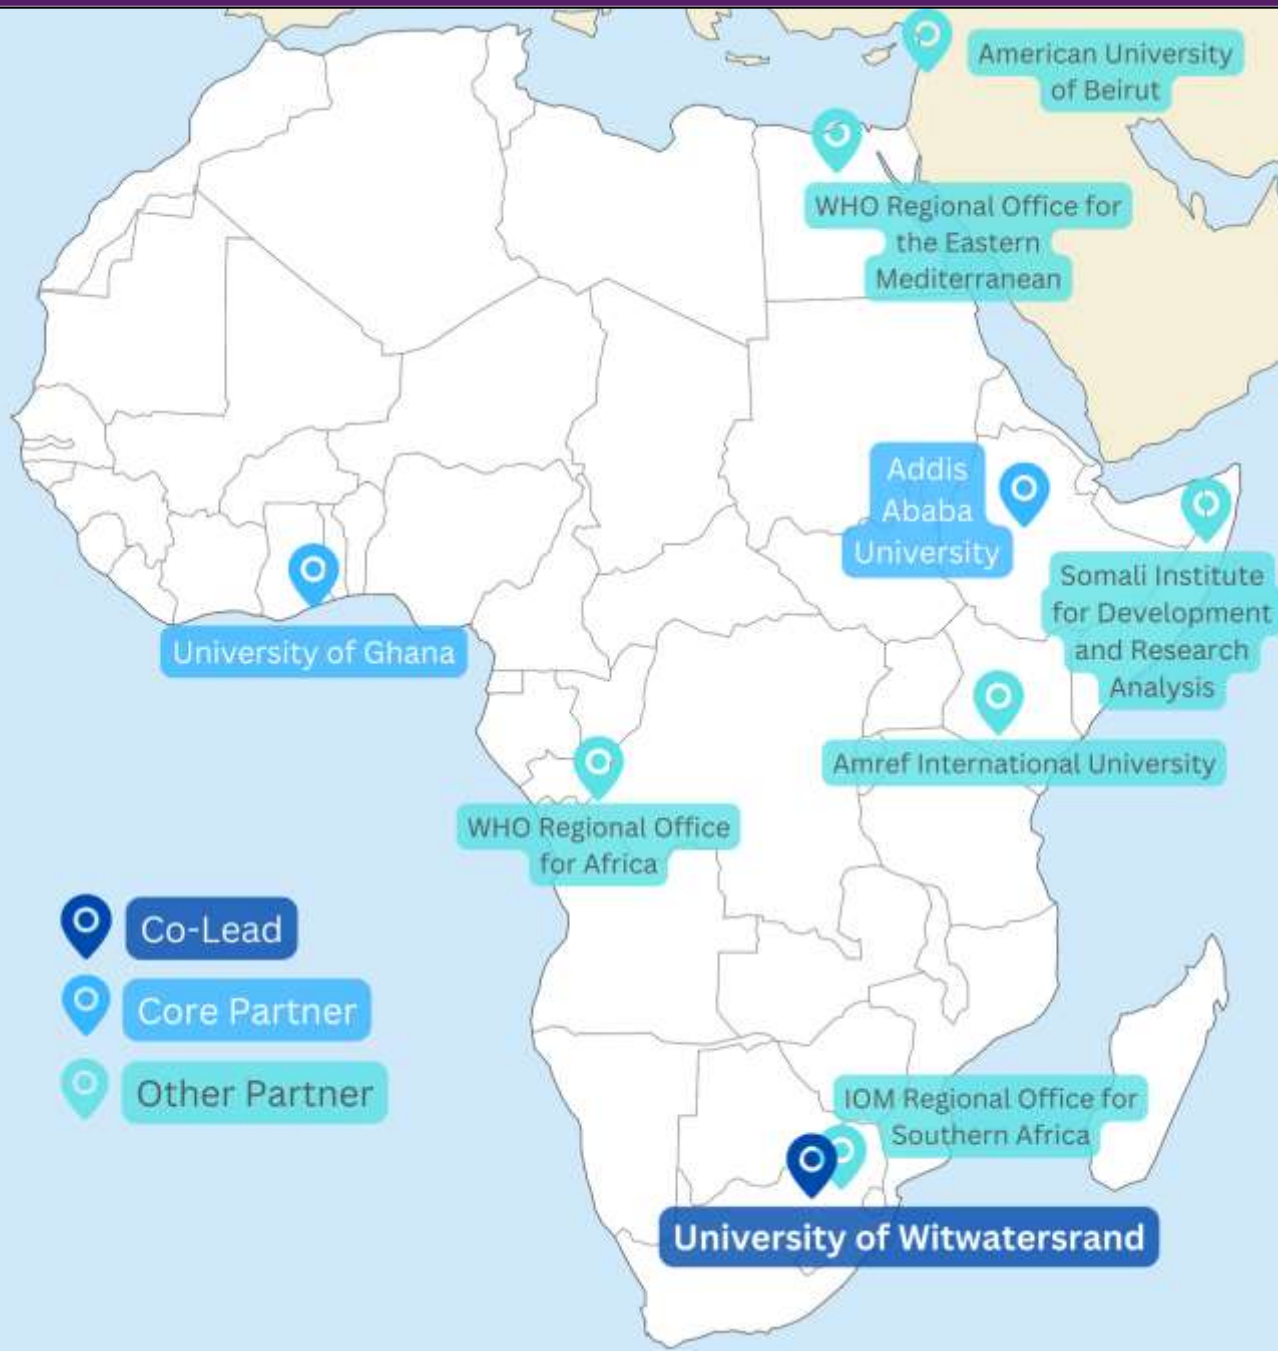 American University
of Beirut
WHO Regional Office for
the Eastern
Mediterranean
Addis
Ababa
University
Somali Institute
for Development
and Research
Analysis
University of Ghana
Amref International University
WHO Regional Office
for Africa
Co-Lead
Core Partner
Other Partner
IOM Regional Office for
Southern Africa
University of Witwatersrand